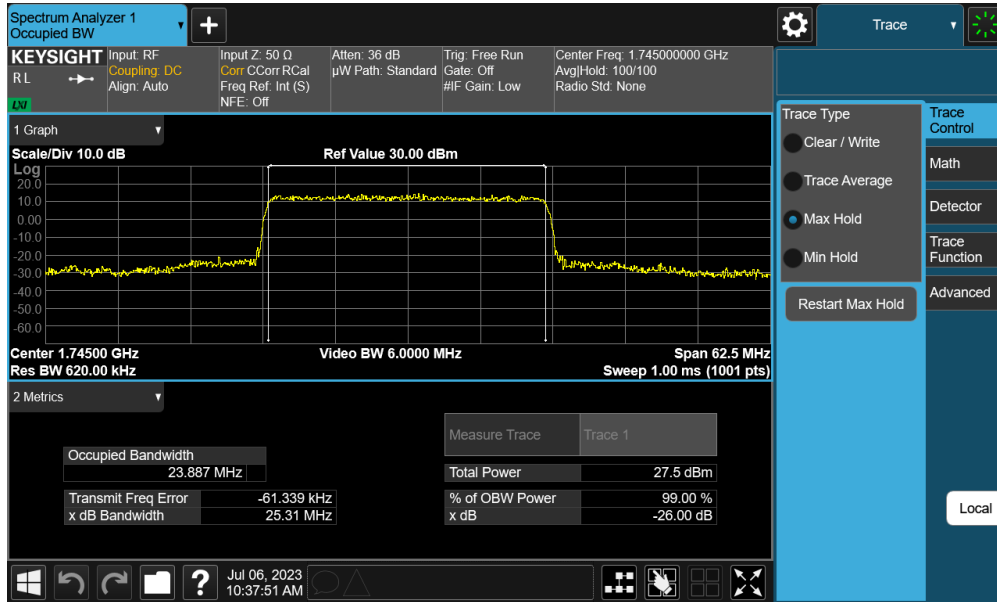 Spectrum Analyzer 1
Occupied BW
Trace
KEYSIGHT
R L
LXI
Input: RF
Coupling: DC
Align: Auto
Input Z: 50 Ω
Corr CCorr RCal
Freq Ref: Int (S)
NFE: Off
Atten: 36 dB
µW Path: Standard
Trig: Free Run
Gate: Off
#IF Gain: Low
Center Freq: 1.745000000 GHz
Avg|Hold: 100/100
Radio Std: None
1 Graph
Scale/Div 10.0 dB
Ref Value 30.00 dBm
Log
20.0
10.0
0.00
-10.0
-20.0
-30.0
-40.0
-50.0
-60.0
Center 1.74500 GHz
Video BW 6.0000 MHz
Span 62.5 MHz
Res BW 620.00 kHz
Sweep 1.00 ms (1001 pts)
2 Metrics
Measure Trace Trace 1
Occupied Bandwidth
23.887 MHz
Total Power 27.5 dBm
Transmit Freq Error -61.339 kHz
% of OBW Power 99.00 %
x dB Bandwidth 25.31 MHz
x dB -26.00 dB
Trace Type
Clear / Write
Trace Average
Max Hold
Min Hold
Restart Max Hold
Trace
Control
Math
Detector
Trace
Function
Advanced
Local
?
Jul 06, 2023
10:37:51 AM